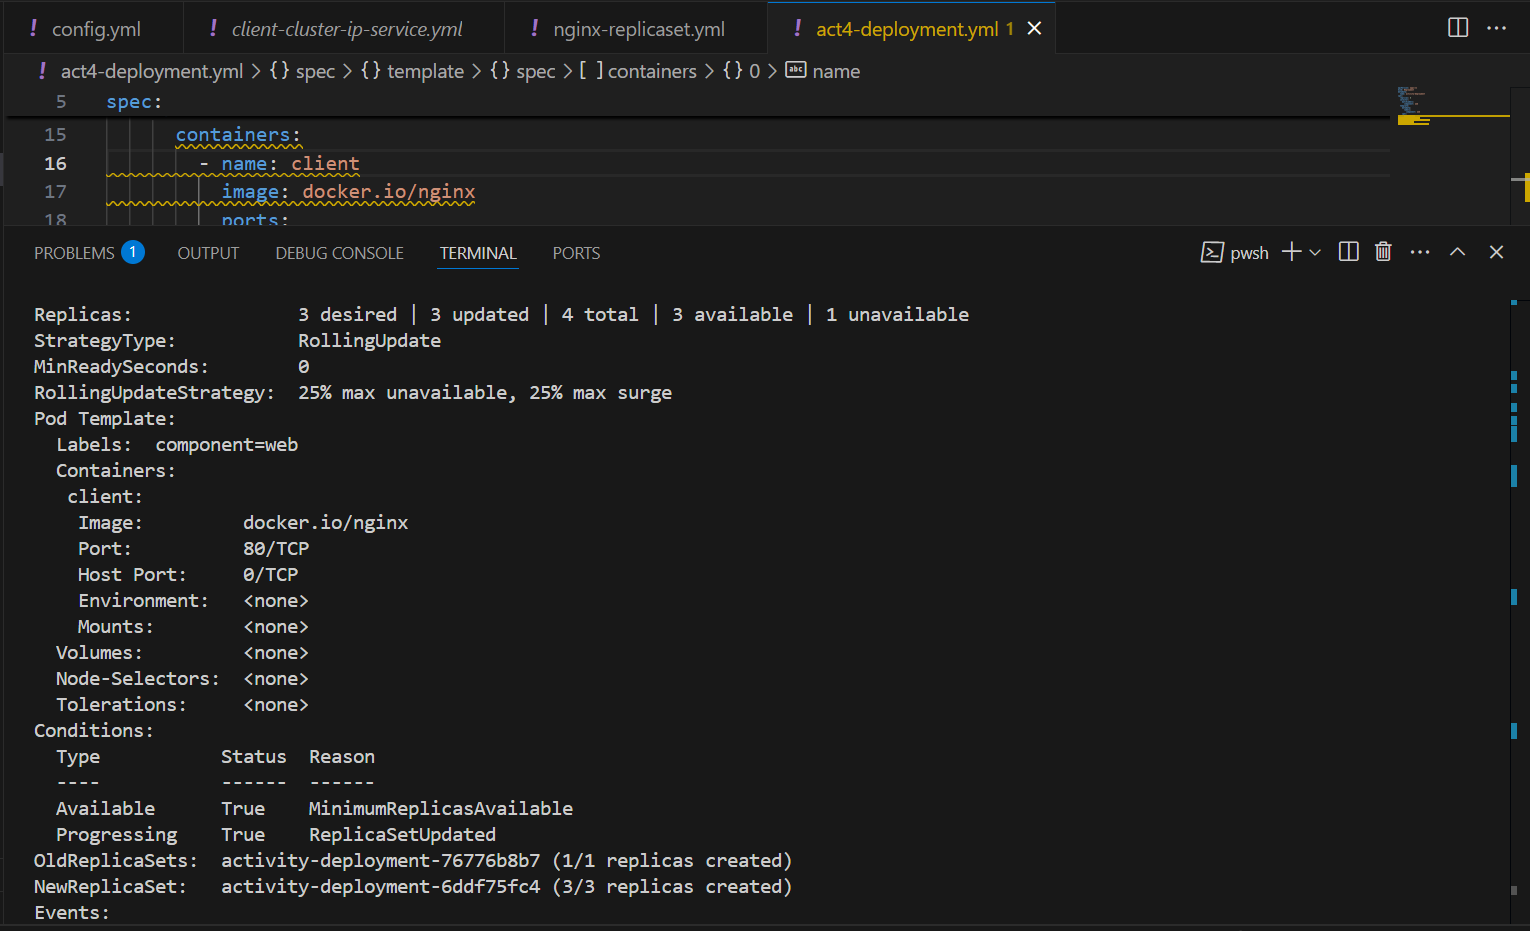 ! config.yml ! client-cluster-ip-service.yml ! nginx-replicaset.yml ! act4-deployment.yml 1
! act4-deployment.yml > {} spec > {} template > {} spec > [ ] containers > {} 0 > abc name
5 spec:
15 containers:
16 - name: client
17 image: docker.io/nginx
18 ports:
PROBLEMS 1 OUTPUT DEBUG CONSOLE TERMINAL PORTS pwsh
Replicas: 3 desired | 3 updated | 4 total | 3 available | 1 unavailable
StrategyType: RollingUpdate
MinReadySeconds: 0
RollingUpdateStrategy: 25% max unavailable, 25% max surge
Pod Template:
Labels: component=web
Containers:
client:
Image: docker.io/nginx
Port: 80/TCP
Host Port: 0/TCP
Environment: <none>
Mounts: <none>
Volumes: <none>
Node-Selectors: <none>
Tolerations: <none>
Conditions:
Type Status Reason
---- ------ ------
Available True MinimumReplicasAvailable
Progressing True ReplicaSetUpdated
OldReplicaSets: activity-deployment-76776b8b7 (1/1 replicas created)
NewReplicaSet: activity-deployment-6ddf75fc4 (3/3 replicas created)
Events: